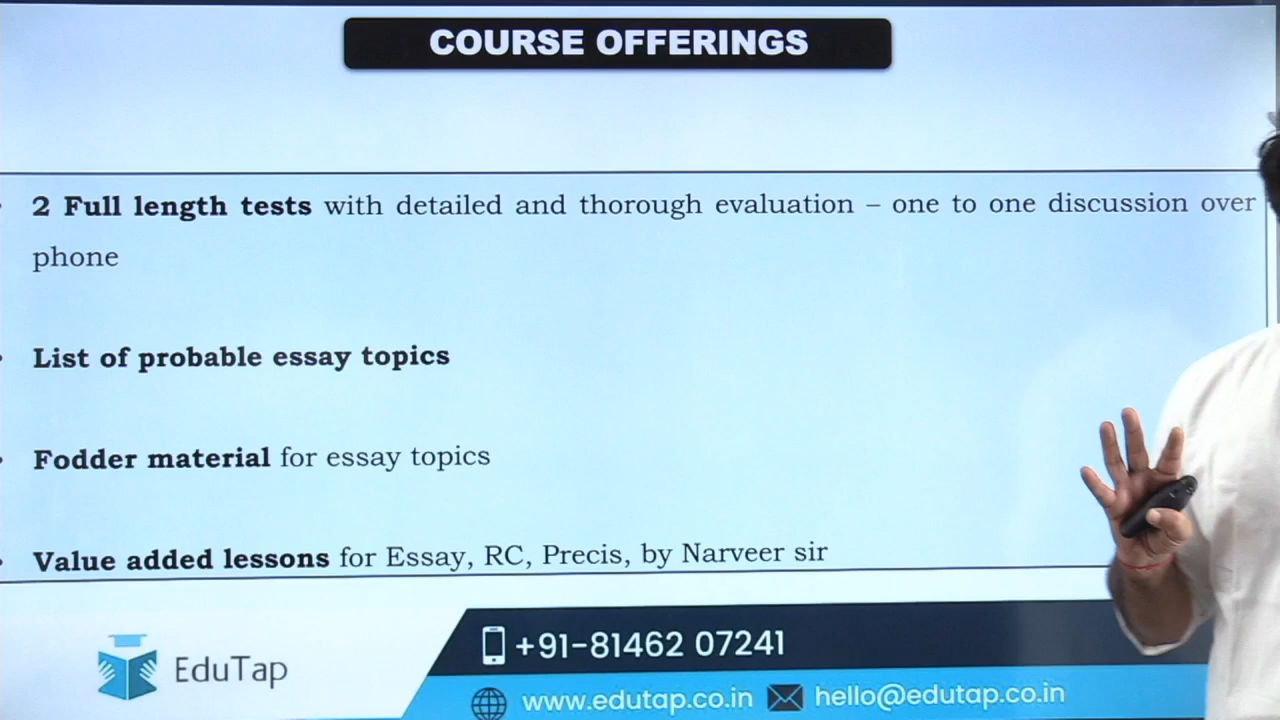 COURSE OFFERINGS
2 Full length tests with detailed and thorough evaluation – one to one discussion over
phone
List of probable essay topics
Fodder material for essay topics
Value added lessons for Essay, RC, Precis, by Narveer sir
EduTap
+91-81462 07241
www.edutap.co.in hello@edutap.co.in